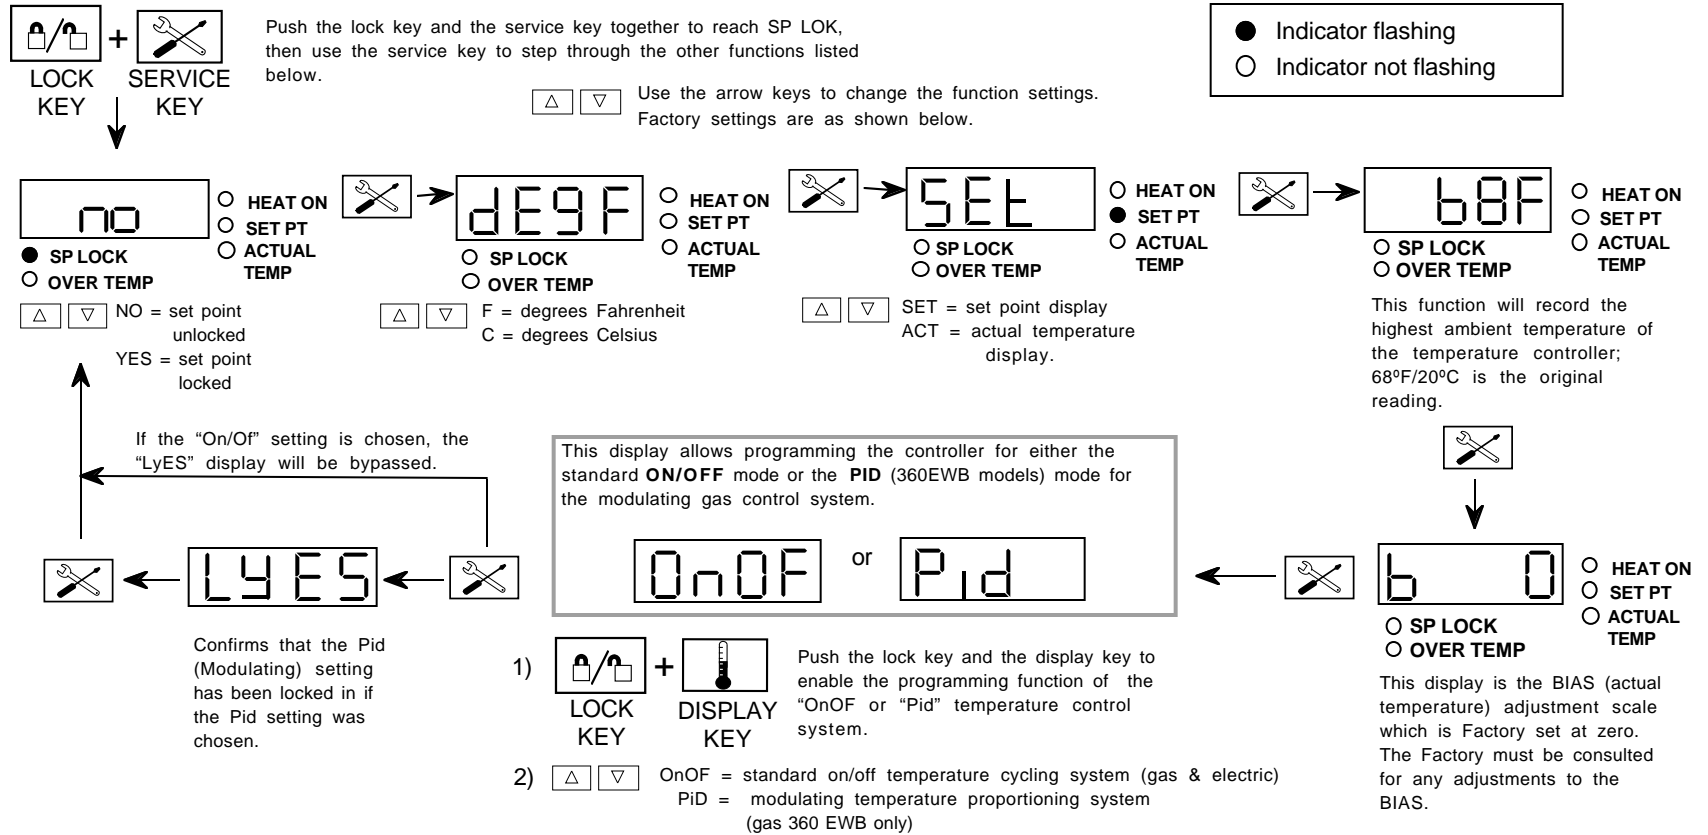 Push the lock key and the service key together to reach SP LOK,
then use the service key to step through the other functions listed
below.
Indicator flashing
Indicator not flashing
+
LOCK
KEY
SERVICE
KEY
Use the arrow keys to change the function settings.
Factory settings are as shown below.
no
HEAT ON
SET PT
ACTUAL
TEMP
SP LOCK
OVER TEMP
NO = set point
unlocked
YES = set point
locked
dEgF
HEAT ON
SET PT
ACTUAL
TEMP
SP LOCK
OVER TEMP
F = degrees Fahrenheit
C = degrees Celsius
SEt
HEAT ON
SET PT
ACTUAL
TEMP
SP LOCK
OVER TEMP
SET = set point display
ACT = actual temperature
display.
b8F
HEAT ON
SET PT
ACTUAL
TEMP
SP LOCK
OVER TEMP
This function will record the
highest ambient temperature of
the temperature controller;
68ºF/20ºC is the original
reading.
b 0
HEAT ON
SET PT
ACTUAL
TEMP
SP LOCK
OVER TEMP
This display is the BIAS (actual
temperature) adjustment scale
which is Factory set at zero.
The Factory must be consulted
for any adjustments to the
BIAS.
This display allows programming the controller for either the
standard ON/OFF mode or the PID (360EWB models) mode for
the modulating gas control system.
OnOF or Pid
1)
+
LOCK
KEY
DISPLAY
KEY
Push the lock key and the display key to
enable the programming function of the
“OnOF or “Pid” temperature control
system.
2) OnOF = standard on/off temperature cycling system (gas & electric)
PiD = modulating temperature proportioning system
(gas 360 EWB only)
If the “On/Of” setting is chosen, the
“LyES” display will be bypassed.
LyES
Confirms that the Pid
(Modulating) setting
has been locked in if
the Pid setting was
chosen.